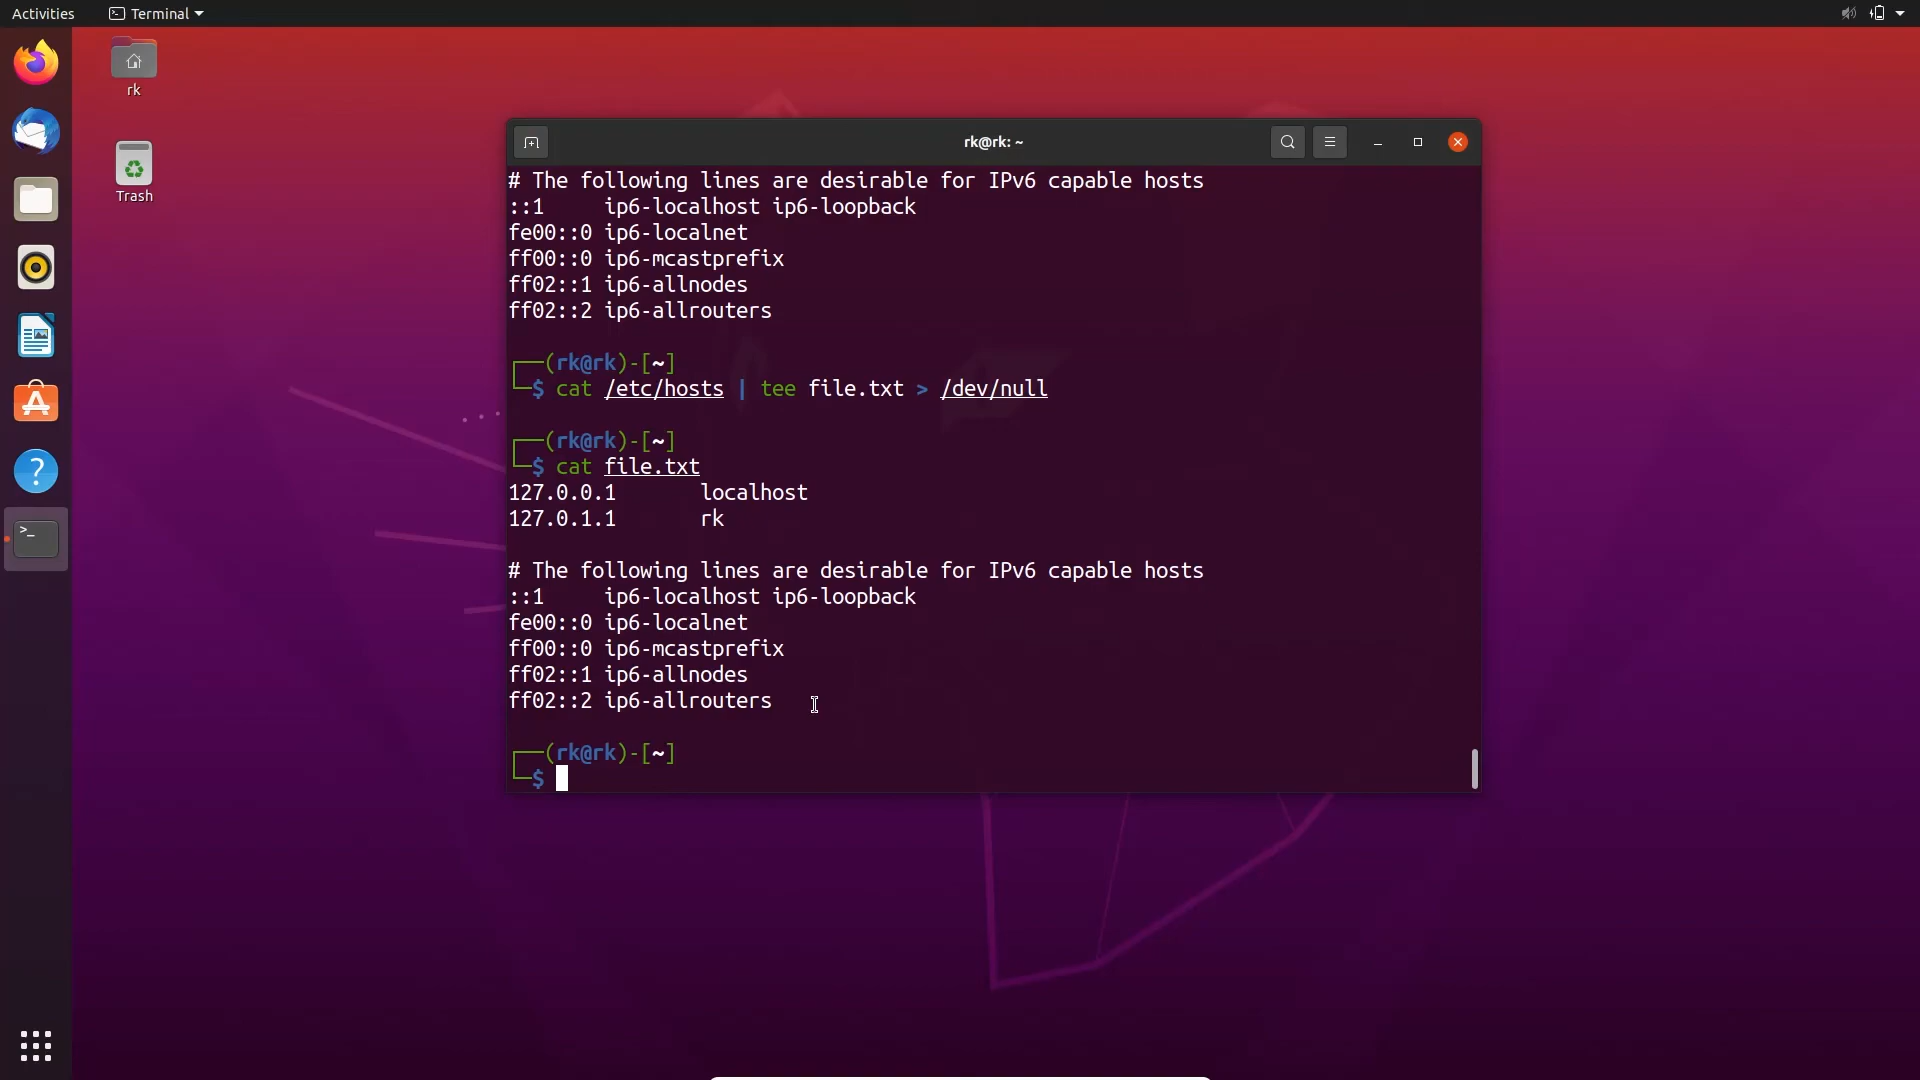 Activities
Terminal
rk
Trash
rk@rk: ~
# The following lines are desirable for IPv6 capable hosts
::1     ip6-localhost ip6-loopback
fe00::0 ip6-localnet
ff00::0 ip6-mcastprefix
ff02::1 ip6-allnodes
ff02::2 ip6-allrouters
┌──(rk@rk)-[~]
└─$ cat /etc/hosts | tee file.txt > /dev/null
┌──(rk@rk)-[~]
└─$ cat file.txt
127.0.0.1       localhost
127.0.1.1       rk
# The following lines are desirable for IPv6 capable hosts
::1     ip6-localhost ip6-loopback
fe00::0 ip6-localnet
ff00::0 ip6-mcastprefix
ff02::1 ip6-allnodes
ff02::2 ip6-allrouters
┌──(rk@rk)-[~]
└─$